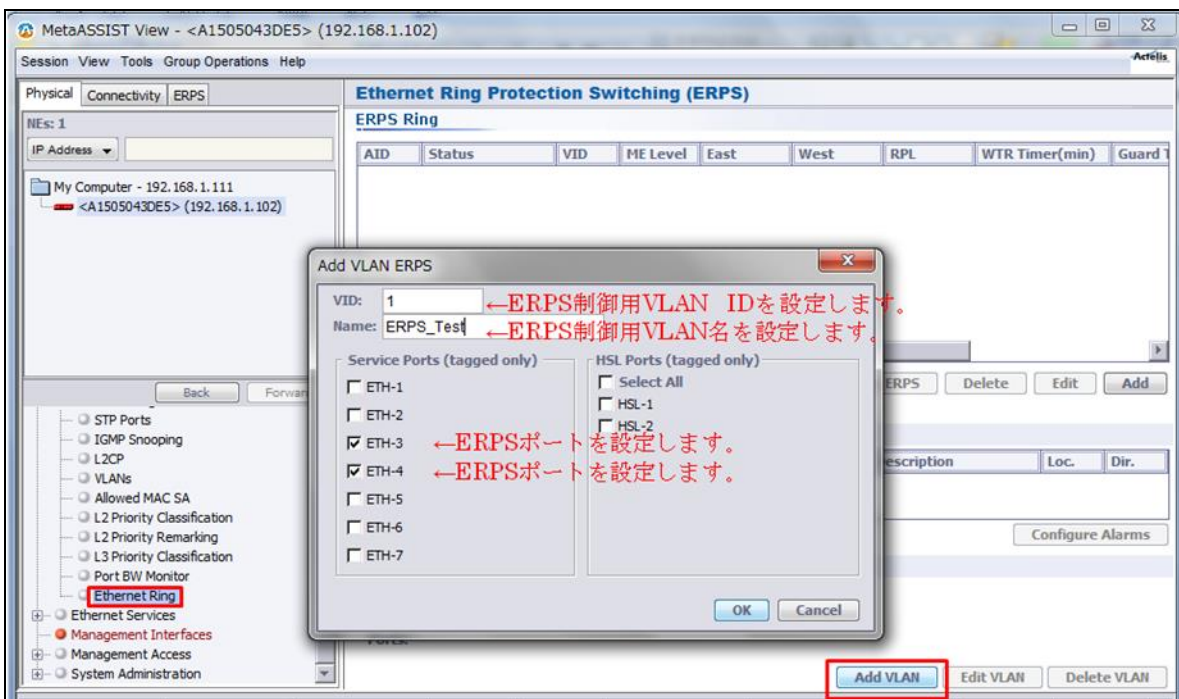 MetaASSIST View - <A1505043DE5> (192.168.1.102)
Session View Tools Group Operations Help
Actelis
Physical Connectivity ERPS
NEs: 1
IP Address
My Computer - 192.168.1.111
<A1505043DE5> (192.168.1.102)
Back Forwar
STP Ports
IGMP Snooping
L2CP
VLANs
Allowed MAC SA
L2 Priority Classification
L2 Priority Remarking
L3 Priority Classification
Port BW Monitor
Ethernet Ring
Ethernet Services
Management Interfaces
Management Access
System Administration
Ethernet Ring Protection Switching (ERPS)
ERPS Ring
AID Status VID ME Level East West RPL WTR Timer(min) Guard T
Add VLAN ERPS
VID: 1 ←ERPS制御用VLAN IDを設定します。
Name: ERPS_Test ←ERPS制御用VLAN名を設定します。
Service Ports (tagged only)
ETH-1
ETH-2
ETH-3 ←ERPSポートを設定します。
ETH-4 ←ERPSポートを設定します。
ETH-5
ETH-6
ETH-7
HSL Ports (tagged only)
Select All
HSL-1
HSL-2
OK Cancel
ERPS Delete Edit Add
escription Loc. Dir.
Configure Alarms
Ports:
Add VLAN Edit VLAN Delete VLAN